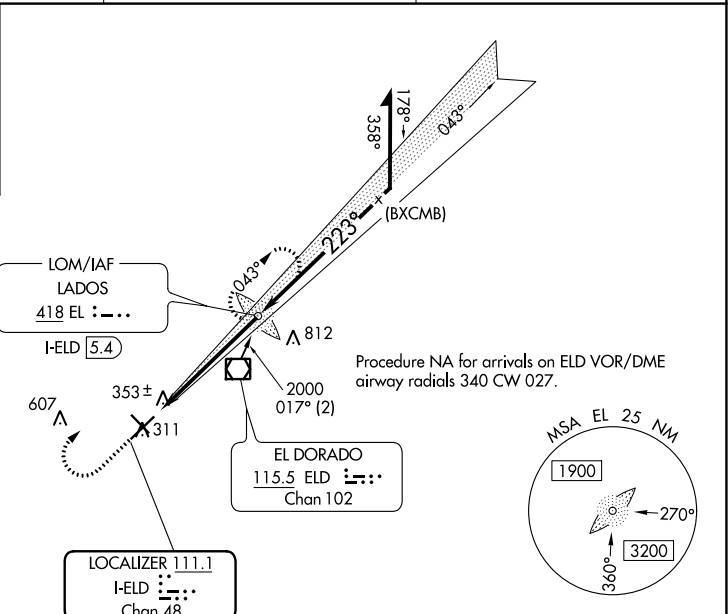 178°
358°
043°
(BXCMB)
223°
043°
LOM/IAF
LADOS
418 EL
I-ELD 5.4
812
Procedure NA for arrivals on ELD VOR/DME
airway radials 340 CW 027.
353±
2000
017° (2)
607
311
EL DORADO
115.5 ELD
Chan 102
MSA EL 25 NM
1900
270°
3200
360°
LOCALIZER 111.1
I-ELD
Chan 48